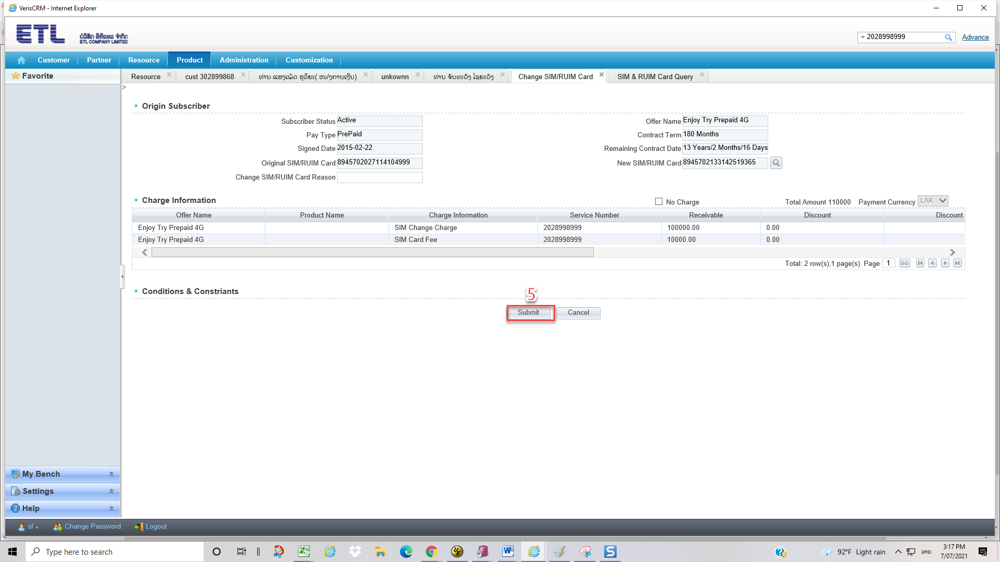 VerisCRM - Internet Explorer
ETL
ບໍລິສັດ ອີທີແອລ ຈຳກັດ
ETL COMPANY LIMITED
2028998999
Advance
Customer Partner Resource Product Administration Customization
Favorite
Resource cust 302899868 ທ່ານ ແສງເພັດ ສຸລິຍະ( ໜ/ງການເງິນ) unkownn ທ່ານ ຈັນທະວົງ ໄຊຍະວົງ Change SIM/RUIM Card SIM & RUIM Card Query
>
Origin Subscriber
Subscriber Status Active Offer Name Enjoy Try Prepaid 4G
Pay Type PrePaid Contract Term 180 Months
Signed Date 2015-02-22 Remaining Contract Date 13 Years/2 Months/16 Days
Original SIM/RUIM Card 8945702027114104999 New SIM/RUIM Card 8945702133142519365
Change SIM/RUIM Card Reason
Charge Information No Charge Total Amount 110000 Payment Currency LAK
Offer Name Product Name Charge Information Service Number Receivable Discount Discount
Enjoy Try Prepaid 4G SIM Change Charge 2028998999 100000.00 0.00
Enjoy Try Prepaid 4G SIM Card Fee 2028998999 10000.00 0.00
Total: 2 row(s),1 page(s). Page 1 GO
Conditions & Constriants
5
Submit Cancel
My Bench
Settings
Help
sl Change Password Logout
Type here to search
92°F Light rain
ລາວ
3:17 PM
7/07/2021